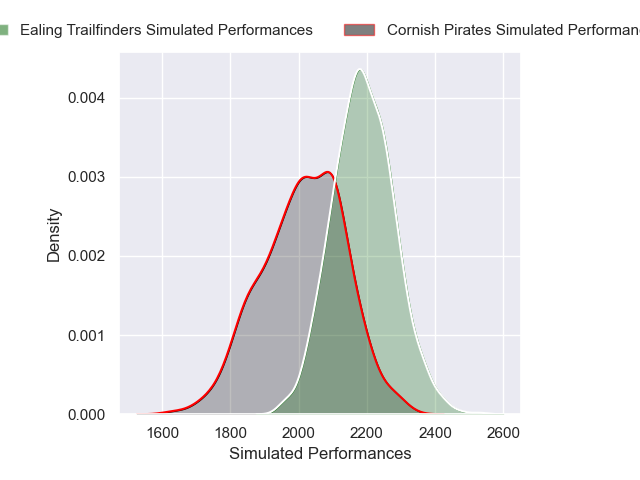 Ealing Trailfinders Simulated Performances Cornish Pirates Simulated
0.004
0.003
0.002
0.001
0.000
Density
1600 1800 2000 2200 2400 2600
Simulated Performances